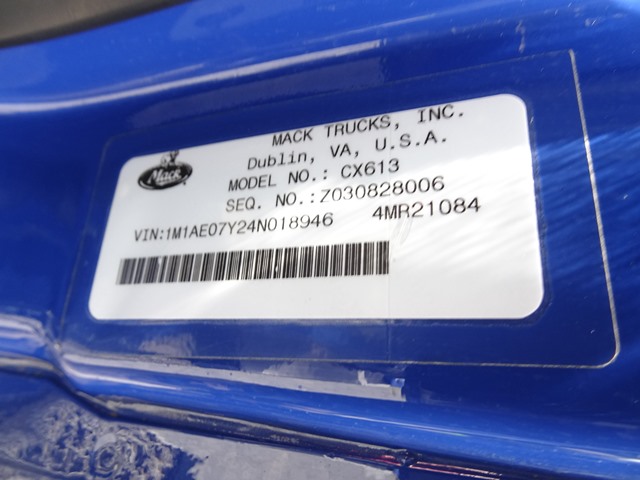 MACK TRUCKS, INC.
Dublin, VA, U.S.A.
Mack
MODEL NO.: CX613
SEQ. NO.:Z030828006
VIN:1M1AE07Y24N018946 4MR21084